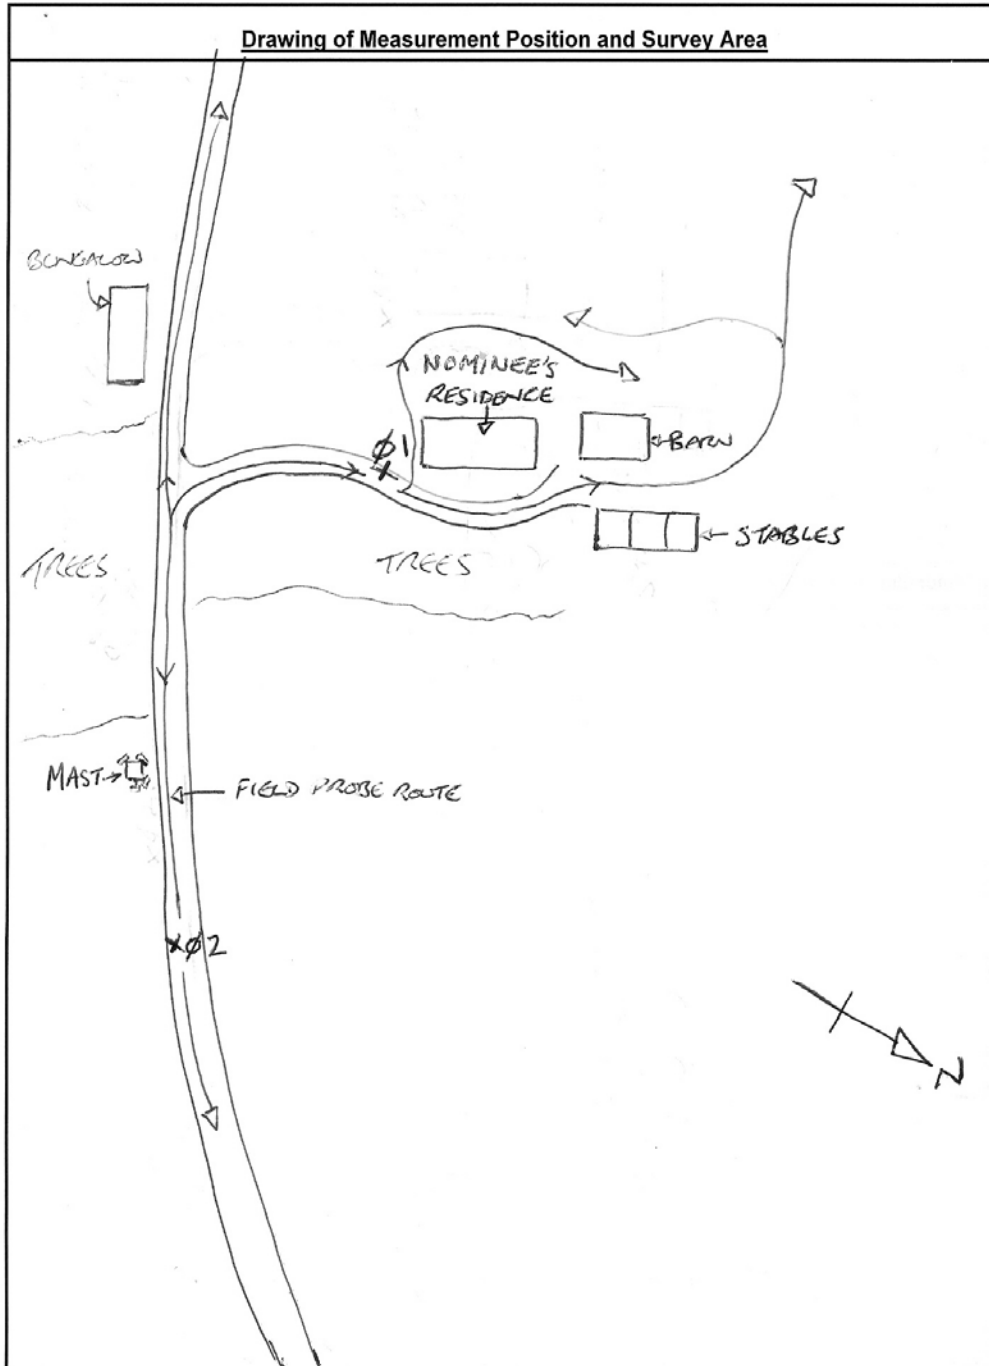 Drawing of Measurement Position and Survey Area
BUNGALOW
NOMINEE'S
RESIDENCE
Ø1
BARN
STABLES
TREES
TREES
MAST
FIELD PROBE ROUTE
Ø2
N